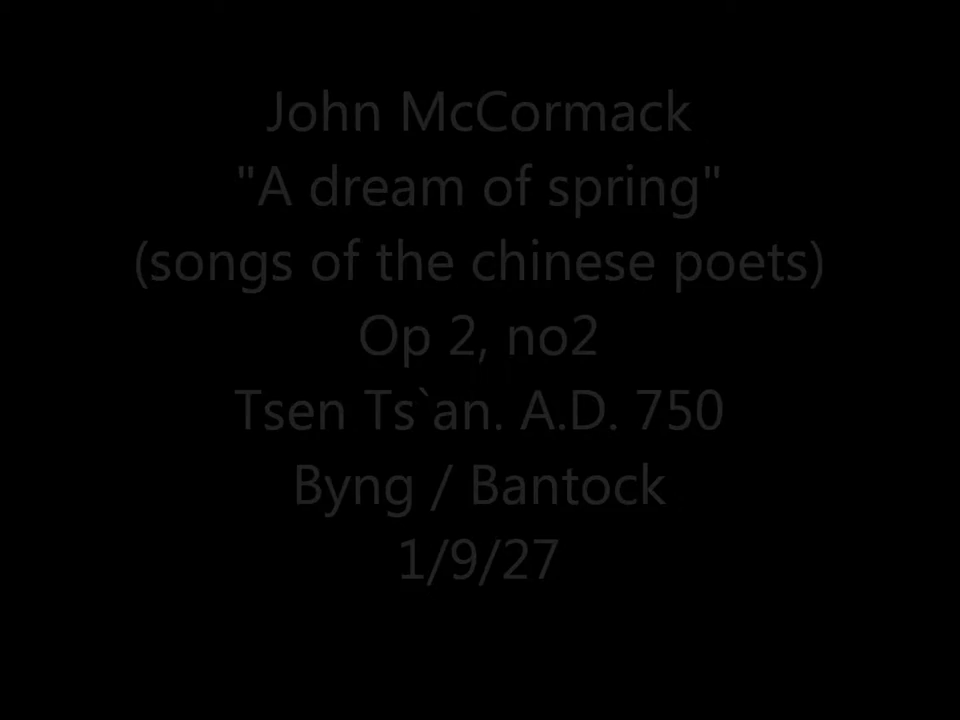 John McCormack
"A dream of spring"
(songs of the chinese poets)
Op 2, no2
Tsen Ts`an. A.D. 750
Byng / Bantock
1/9/27